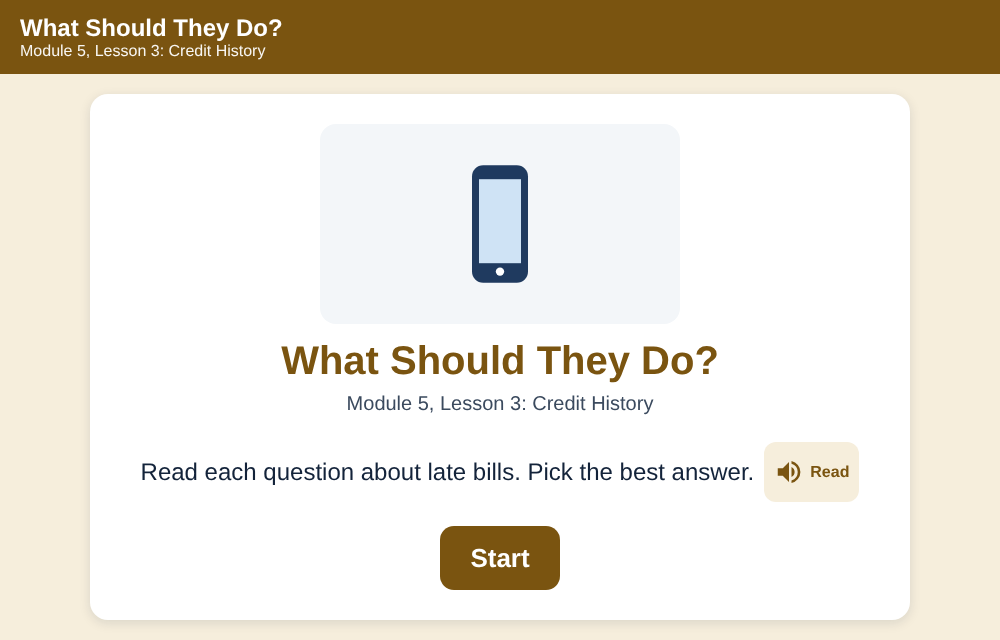 What Should They Do?
Module 5, Lesson 3: Credit History
What Should They Do?
Module 5, Lesson 3: Credit History
Read each question about late bills. Pick the best answer.
Read
Start